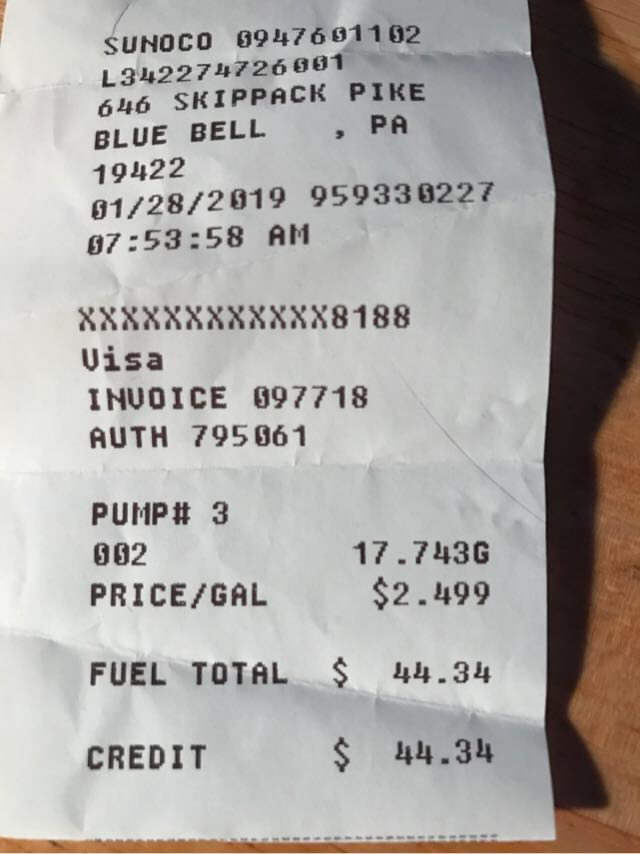 SUNOCO 0947601102
L342274726001
646 SKIPPACK PIKE
BLUE BELL , PA
19422
01/28/2019 959330227
07:53:58 AM
XXXXXXXXXXXX8188
Visa
INVOICE 097718
AUTH 795061
PUMP# 3
002 17.743G
PRICE/GAL $2.499
FUEL TOTAL $ 44.34
CREDIT $ 44.34